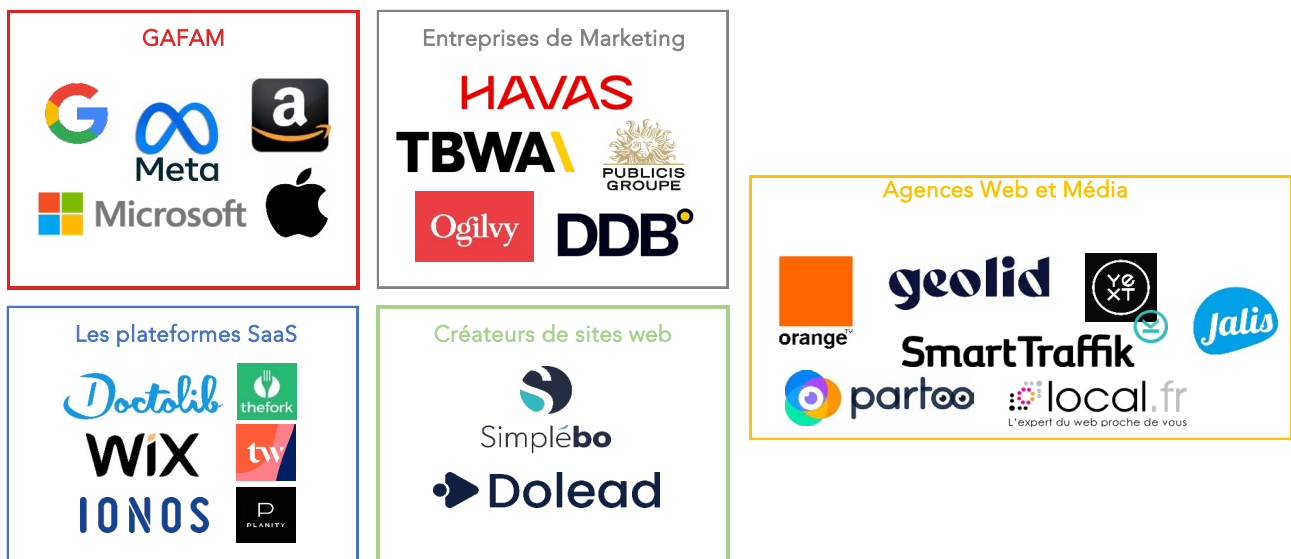 GAFAM
G
Meta
a
Microsoft
Entreprises de Marketing
HAVAS
TBWA\
PUBLICIS
GROUPE
Ogilvy
DDB°
Les plateformes SaaS
Doctolib
thefork
WiX
tw
IONOS
P
PLANITY
Créateurs de sites web
Simplébo
Dolead
Agences Web et Média
orange™
geolid
YEXT
Jalis
SmartTraffik
partoo
local.fr
L'expert du web proche de vous